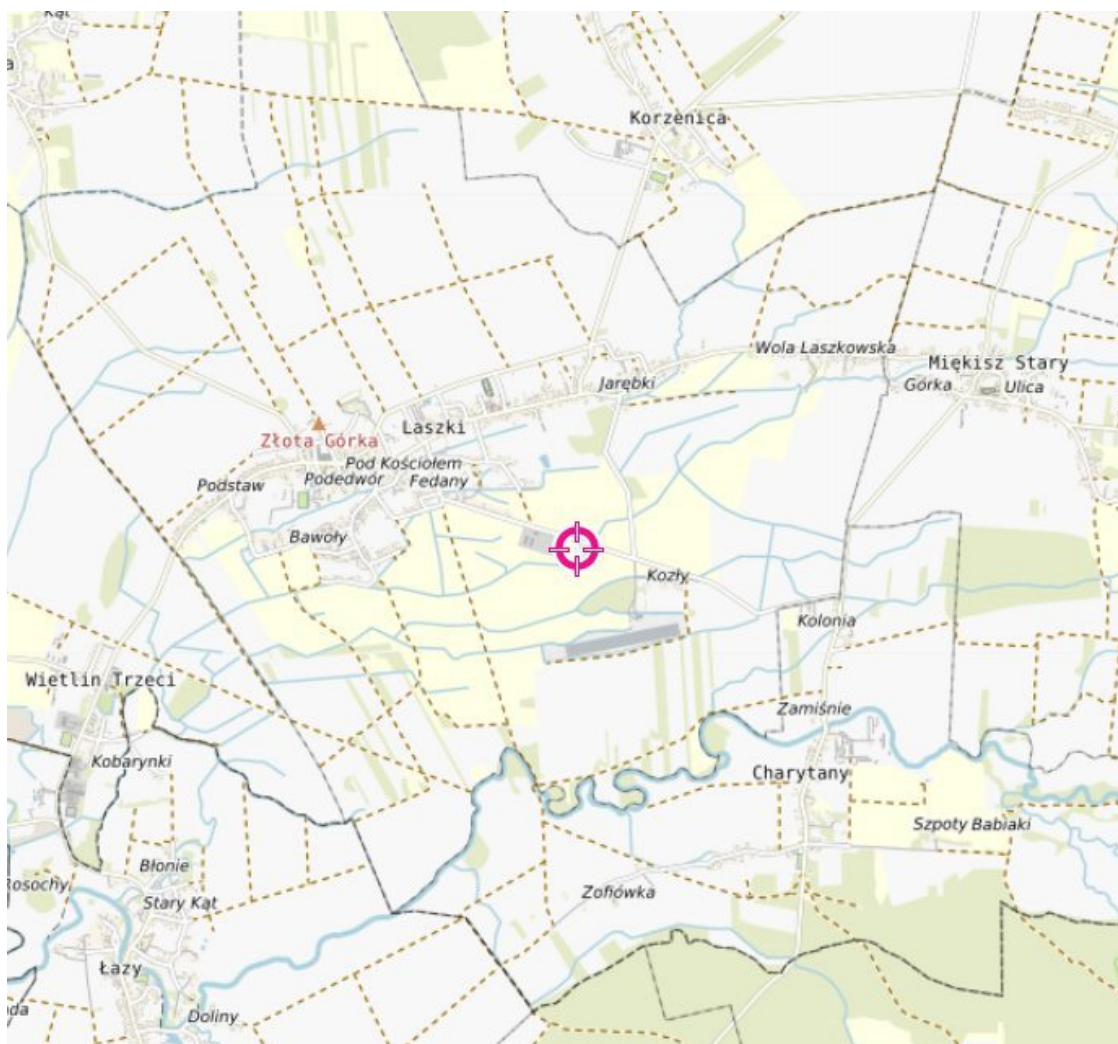 Kąt
a
Korzenica
Wola Laszkowska
Miękisz Stary
Górka
Ulica
Jarębki
Laszki
Złota Górka
Pod Kościołem
Podstaw
Podedwór
Fedany
Bawoły
Kozły
Kolonia
Wietlin Trzeci
Zamiśnie
Kobarynki
Charytany
Szpoty Babiaki
Błonie
Rosochy
Stary Kąt
Zofiówka
Łazy
da
Doliny